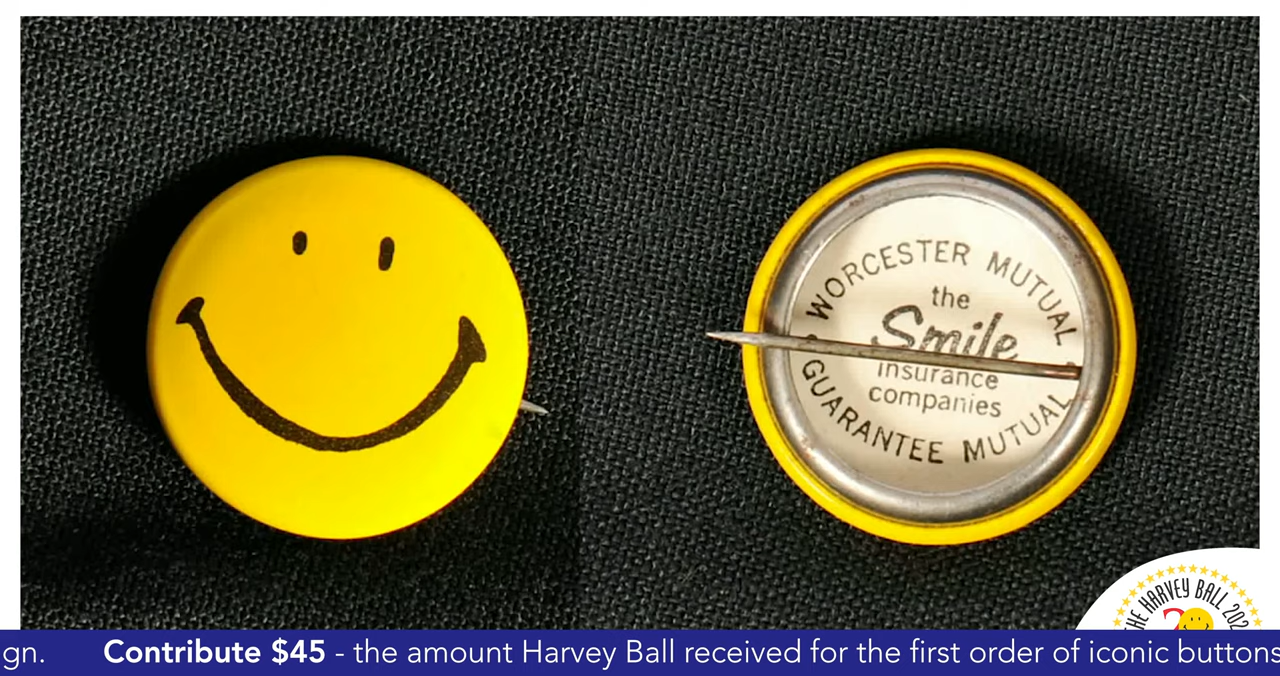 WORCESTER MUTUAL
the
Smile
insurance
companies
GUARANTEE MUTUAL
THE HARVEY BALL 202
gn. Contribute $45 - the amount Harvey Ball received for the first order of iconic buttons